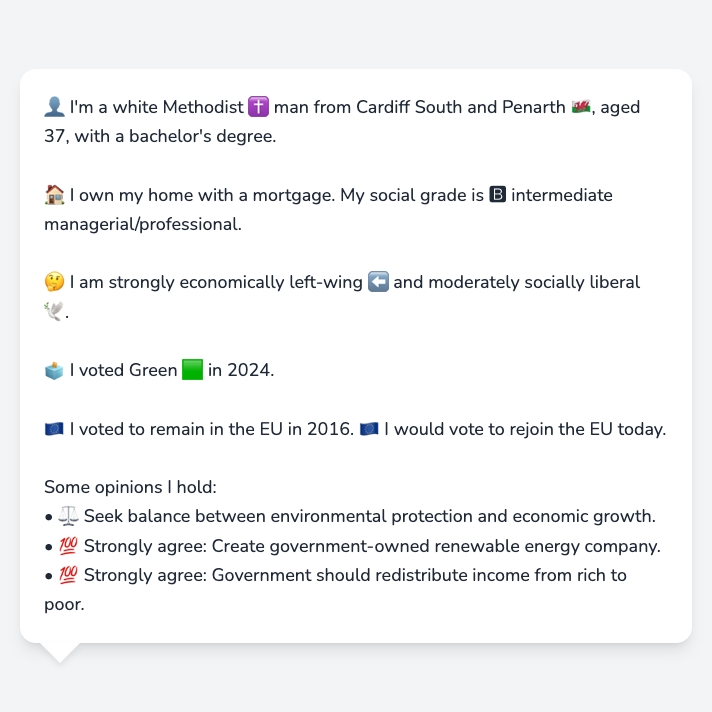 👤 I'm a white Methodist ✝️ man from Cardiff South and Penarth 🏴󠁧󠁢󠁷󠁬󠁳󠁿, aged
37, with a bachelor's degree.
🏠 I own my home with a mortgage. My social grade is 🅱 intermediate
managerial/professional.
🤔 I am strongly economically left-wing ⬅️ and moderately socially liberal
🕊️.
🗳️ I voted Green 🟩 in 2024.
🇪🇺 I voted to remain in the EU in 2016. 🇪🇺 I would vote to rejoin the EU today.
Some opinions I hold:
• ⚖️ Seek balance between environmental protection and economic growth.
• 💯 Strongly agree: Create government-owned renewable energy company.
• 💯 Strongly agree: Government should redistribute income from rich to
poor.